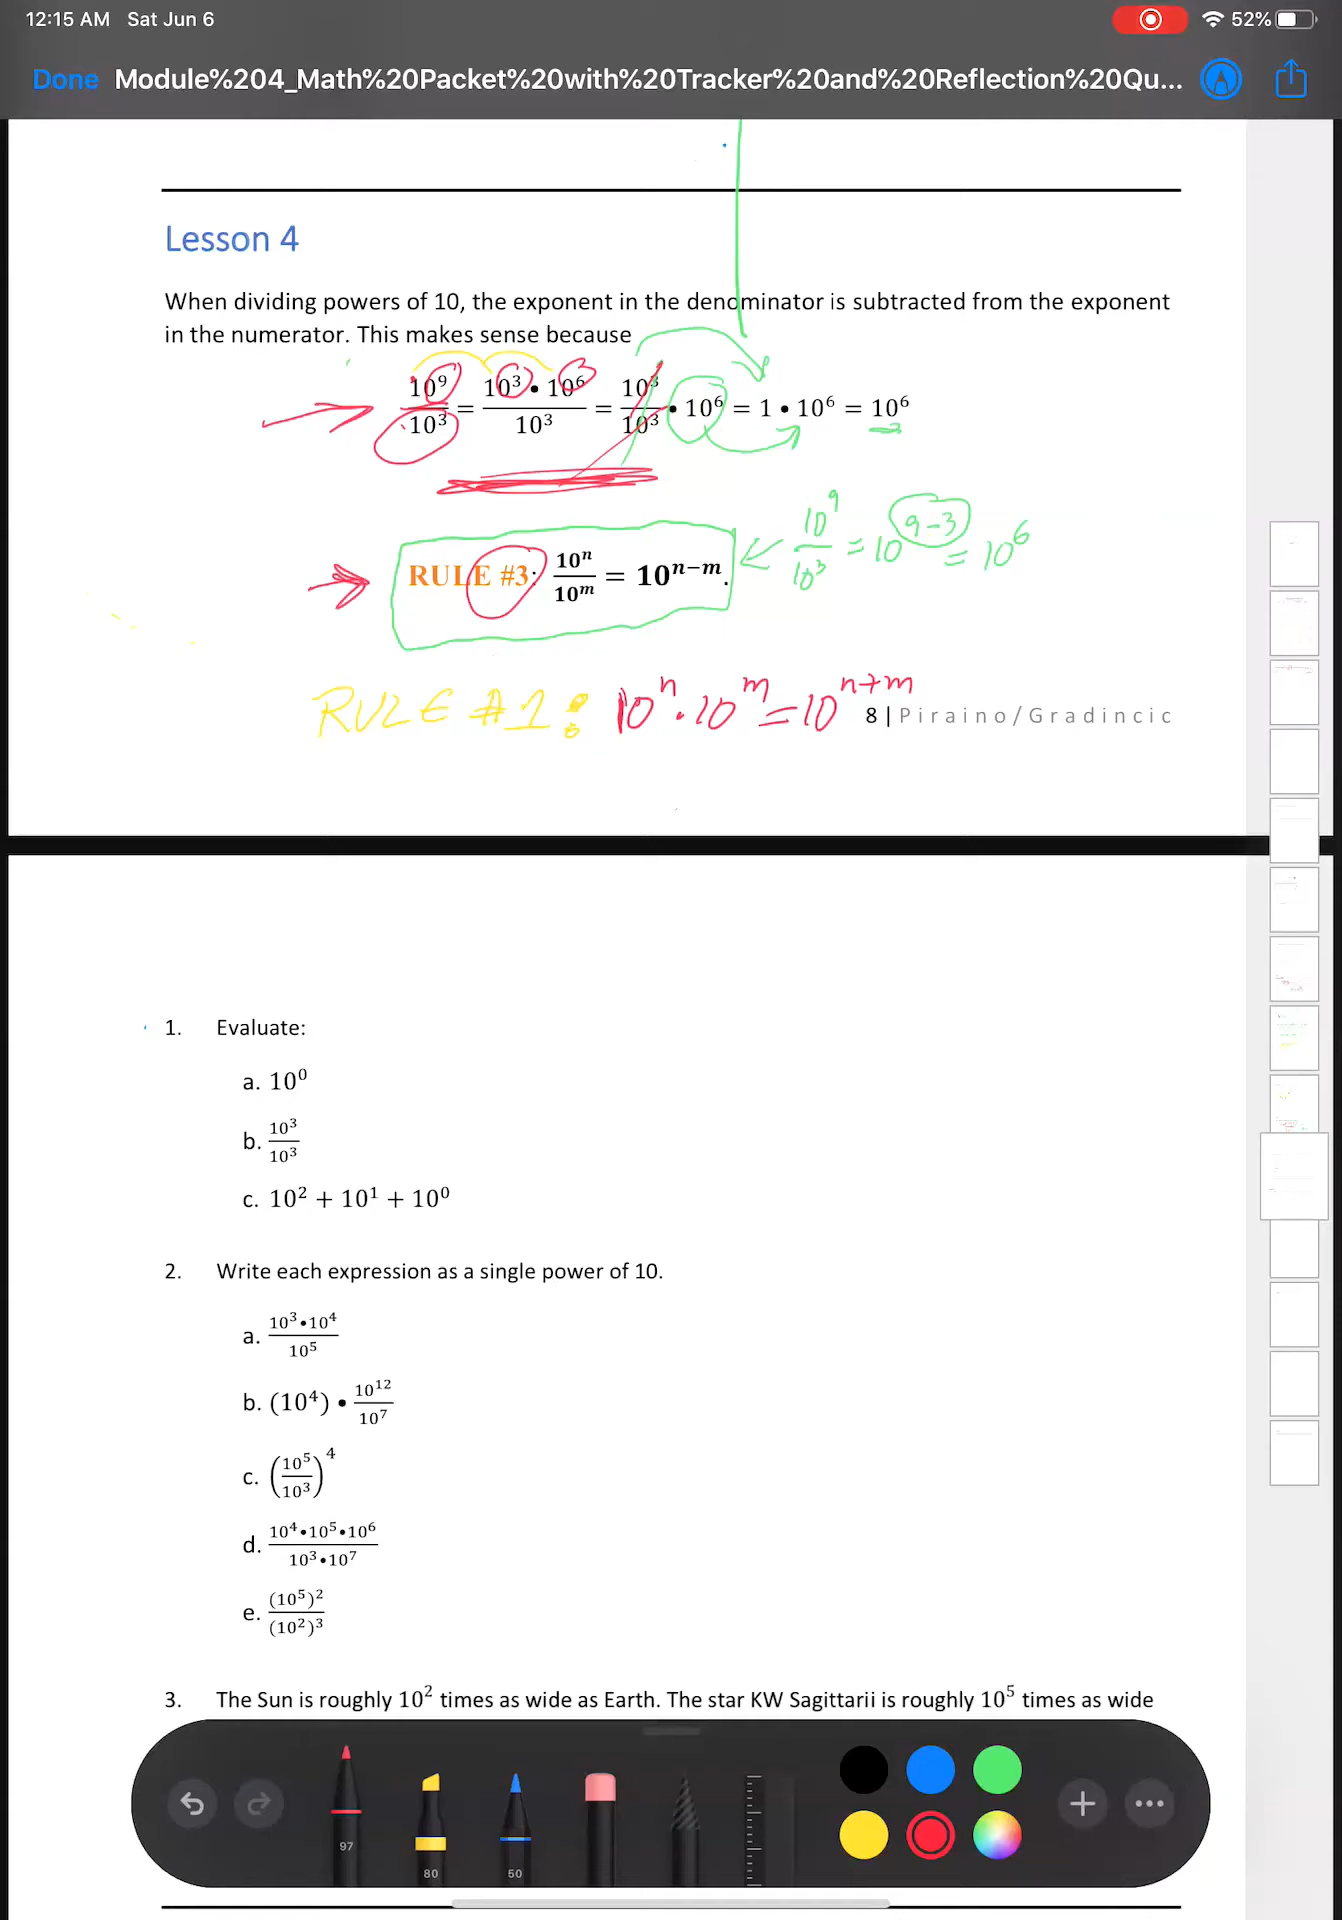 12:15 AM Sat Jun 6 52%
Done Module%204_Math%20Packet%20with%20Tracker%20and%20Reflection%20Qu...
Lesson 4
When dividing powers of 10, the exponent in the denominator is subtracted from the exponent
in the numerator. This makes sense because
10⁹/10³ = 10³ • 10⁶/10³ = 10³/10³ • 10⁶ = 1 • 10⁶ = 10⁶
10⁹/10³ = 10⁹⁻³ = 10⁶
RULE #3: 10ⁿ/10ᵐ = 10ⁿ⁻ᵐ.
RULE #1: 10ⁿ · 10ᵐ = 10ⁿ⁺ᵐ
8 | Piraino/Gradincic
1. Evaluate:
a. 10⁰
b. 10³/10³
c. 10² + 10¹ + 10⁰
2. Write each expression as a single power of 10.
a. 10³•10⁴/10⁵
b. (10⁴) • 10¹²/10⁷
c. (10⁵/10³)⁴
d. 10⁴•10⁵•10⁶/10³•10⁷
e. (10⁵)²/(10²)³
3. The Sun is roughly 10² times as wide as Earth. The star KW Sagittarii is roughly 10⁵ times as wide
97
80
50